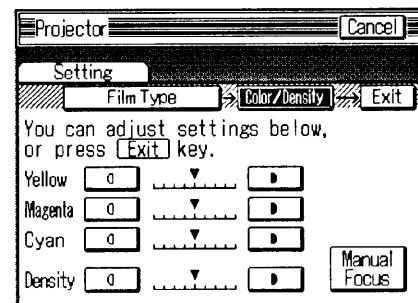 Projector Cancel
Setting
Film Type Color/Density Exit
You can adjust settings below,
or press Exit key.
Yellow
Magenta
Cyan
Density
Manual
Focus